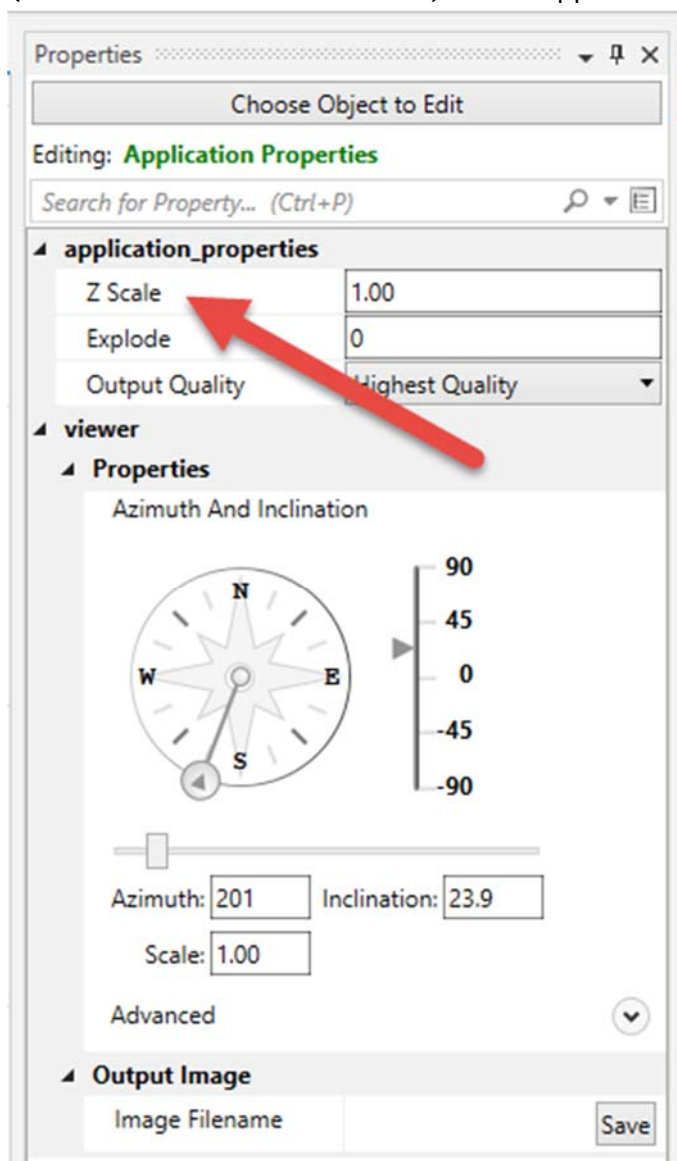 Properties
Choose Object to Edit
Editing: Application Properties
Search for Property... (Ctrl+P)
application_properties
Z Scale 1.00
Explode 0
Output Quality Highest Quality
viewer
Properties
Azimuth And Inclination
N
W
E
S
90
45
0
-45
-90
Azimuth: 201 Inclination: 23.9
Scale: 1.00
Advanced
Output Image
Image Filename Save